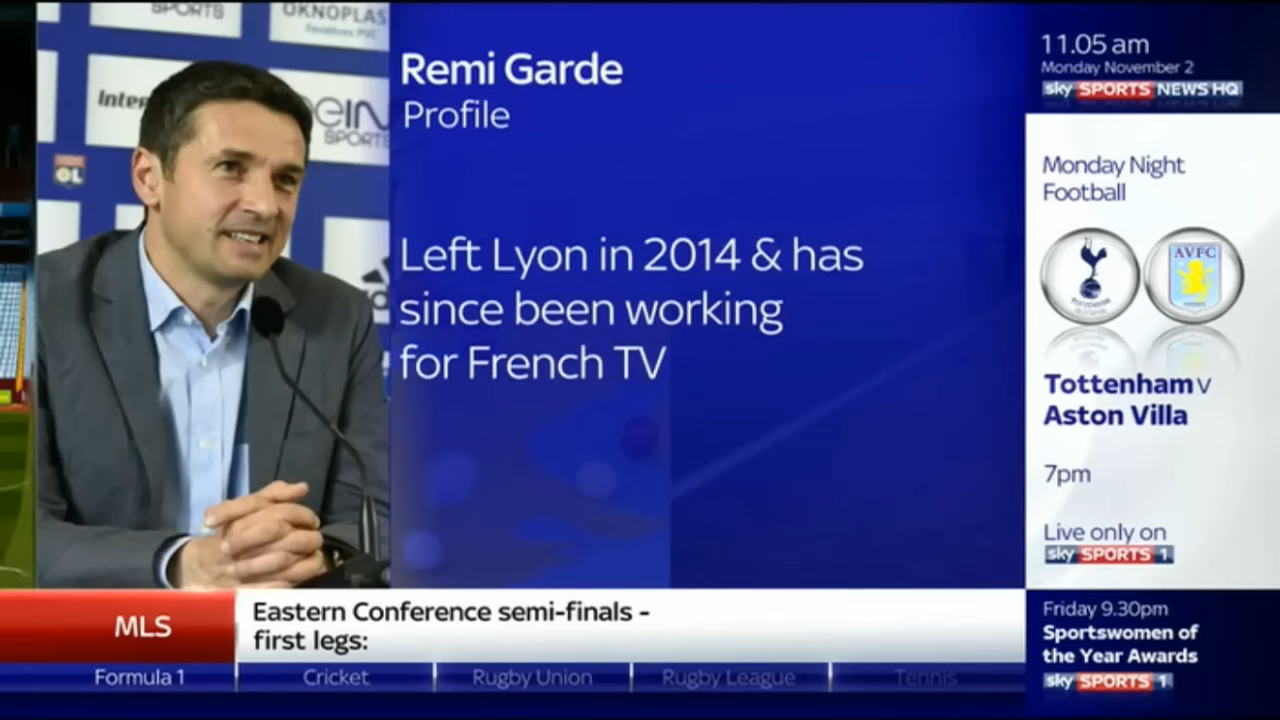 SPORTS
OKNOPLAS
Inter
beIN
SPORTS
OL
Remi Garde
Profile
Left Lyon in 2014 & has
since been working
for French TV
11.05 am
Monday November 2
sky SPORTS NEWS HQ
Monday Night
Football
TOTTENHAM
AVFC
Tottenham v
Aston Villa
7pm
Live only on
sky SPORTS 1
MLS
Eastern Conference semi-finals -
first legs:
Formula 1
Cricket
Rugby Union
Rugby League
Tennis
Friday 9.30pm
Sportswomen of
the Year Awards
sky SPORTS 1